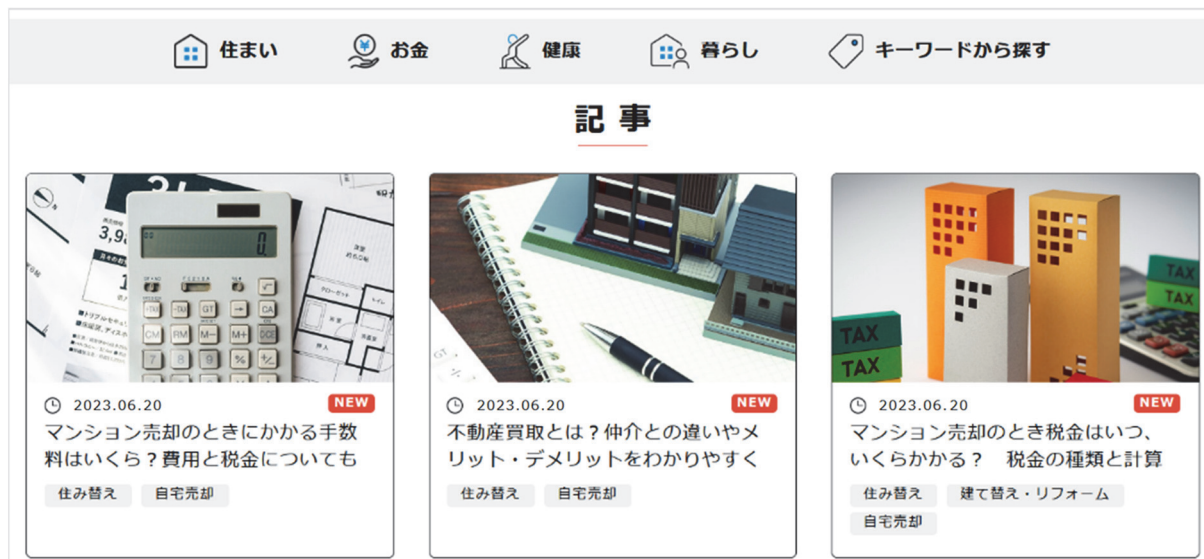 住まい
お金
健康
暮らし
キーワードから探す
記事
2023.06.20
NEW
マンション売却のときにかかる手数
料はいくら？費用と税金についても
住み替え
自宅売却
2023.06.20
NEW
不動産買取とは？仲介との違いやメ
リット・デメリットをわかりやすく
住み替え
自宅売却
TAX
TAX
TAX
TAX
2023.06.20
NEW
マンション売却のとき税金はいつ、
いくらかかる？　税金の種類と計算
住み替え
建て替え・リフォーム
自宅売却